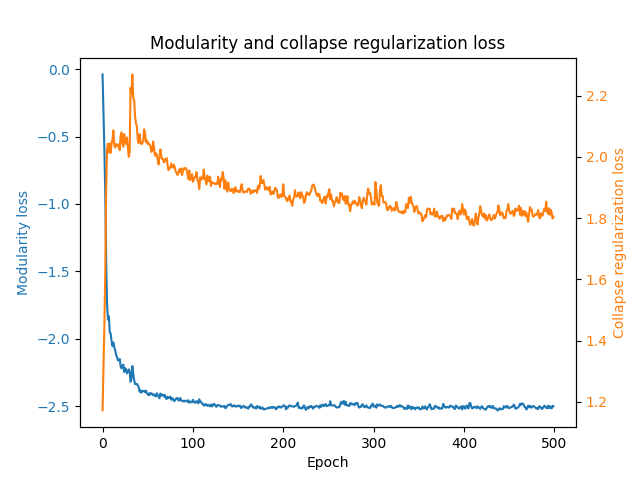 Modularity and collapse regularization loss
0.0
−0.5
−1.0
−1.5
−2.0
−2.5
Modularity loss
2.2
2.0
1.8
1.6
1.4
1.2
Collapse regularization loss
0 100 200 300 400 500
Epoch